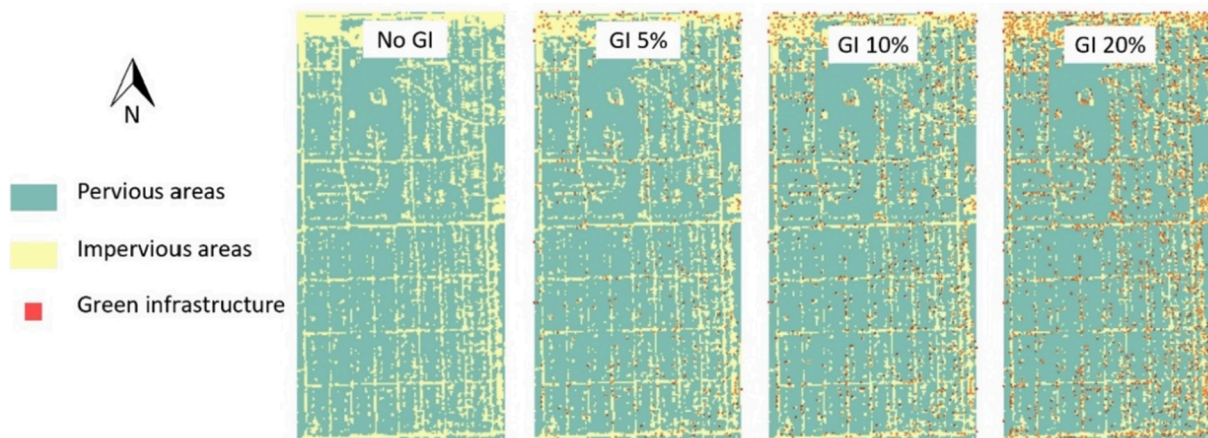 No GI
GI 5%
GI 10%
GI 20%
N
Pervious areas
Impervious areas
Green infrastructure